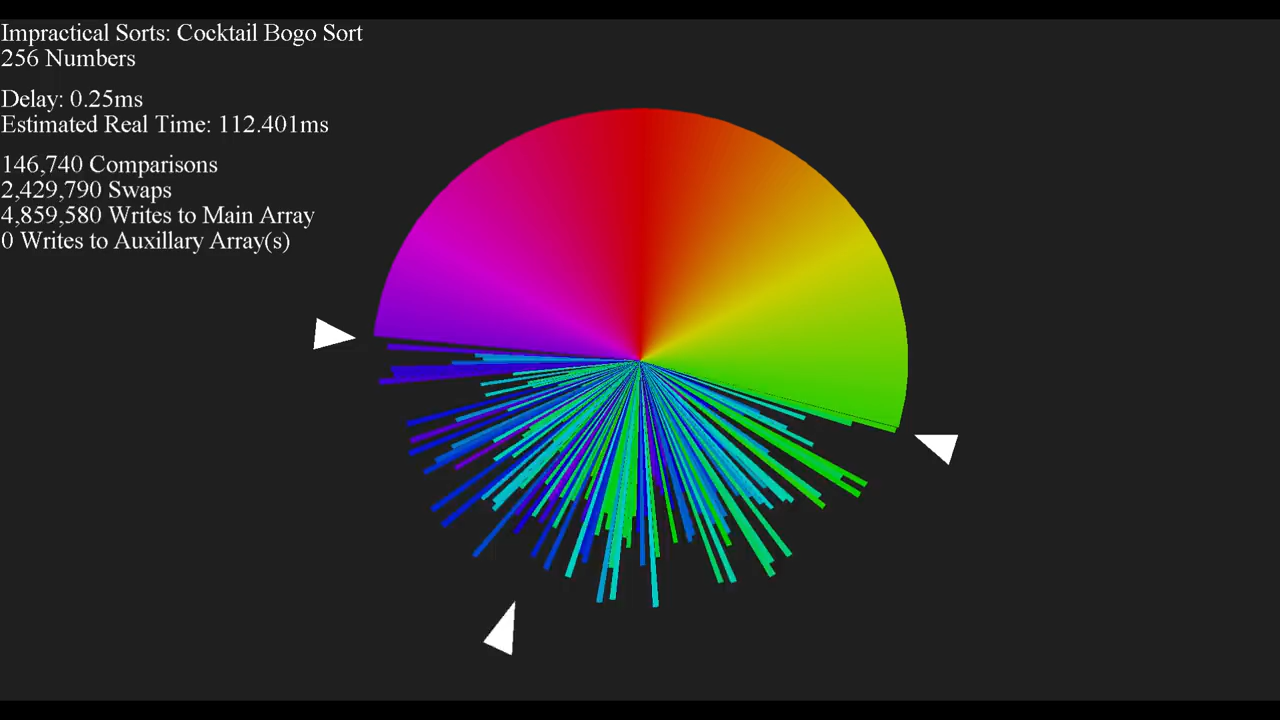 Impractical Sorts: Cocktail Bogo Sort
256 Numbers
Delay: 0.25ms
Estimated Real Time: 112.401ms
146,740 Comparisons
2,429,790 Swaps
4,859,580 Writes to Main Array
0 Writes to Auxillary Array(s)